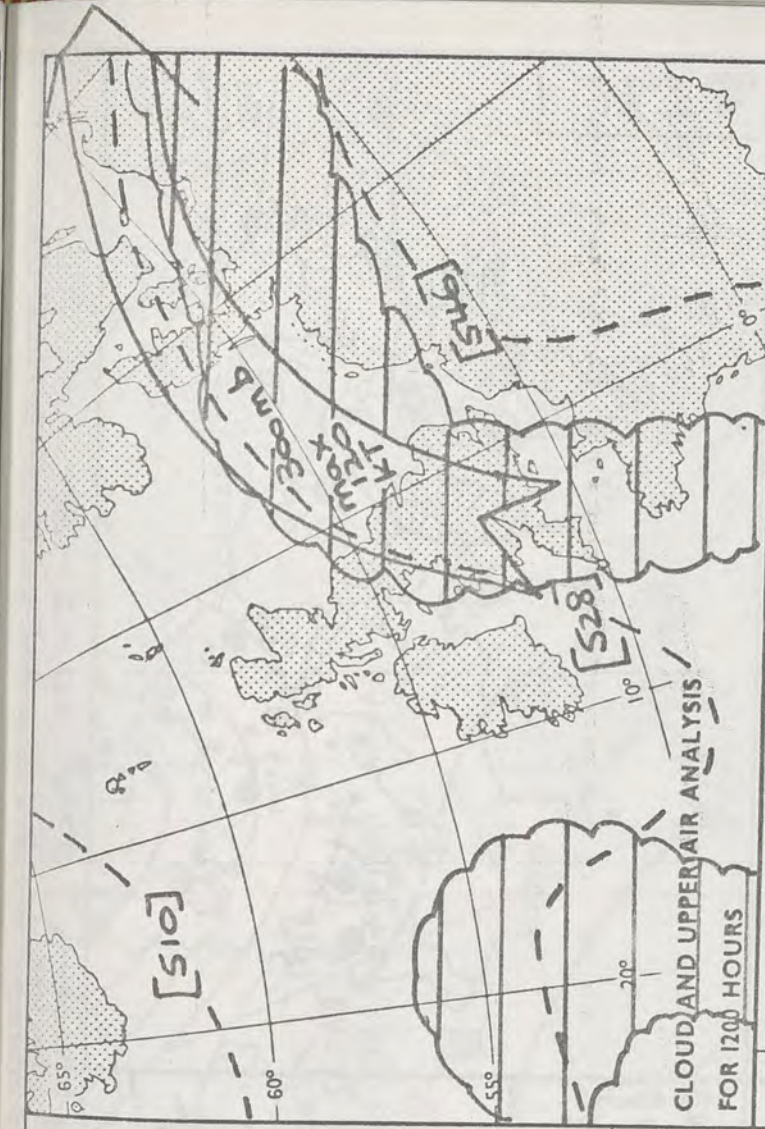 [546]
300mb
max
120
KT
[528]
[510]
65°
60°
55°
20°
10°
0°
CLOUD AND UPPER AIR ANALYSIS
FOR 1200 HOURS